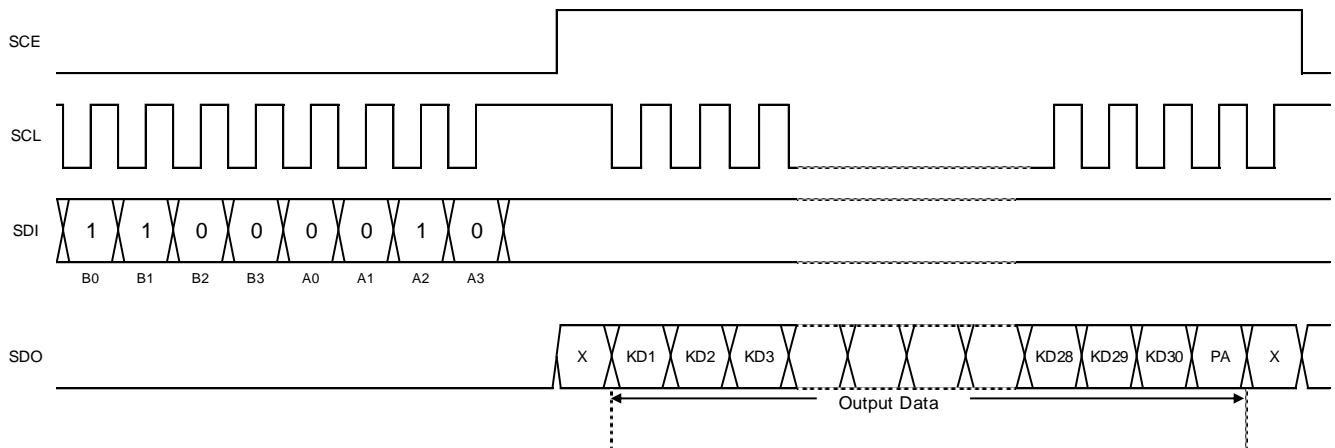 SCE
SCL
SDI 1 1 0 0 0 0 1 0
B0 B1 B2 B3 A0 A1 A2 A3
SDO X KD1 KD2 KD3 KD28 KD29 KD30 PA X
Output Data